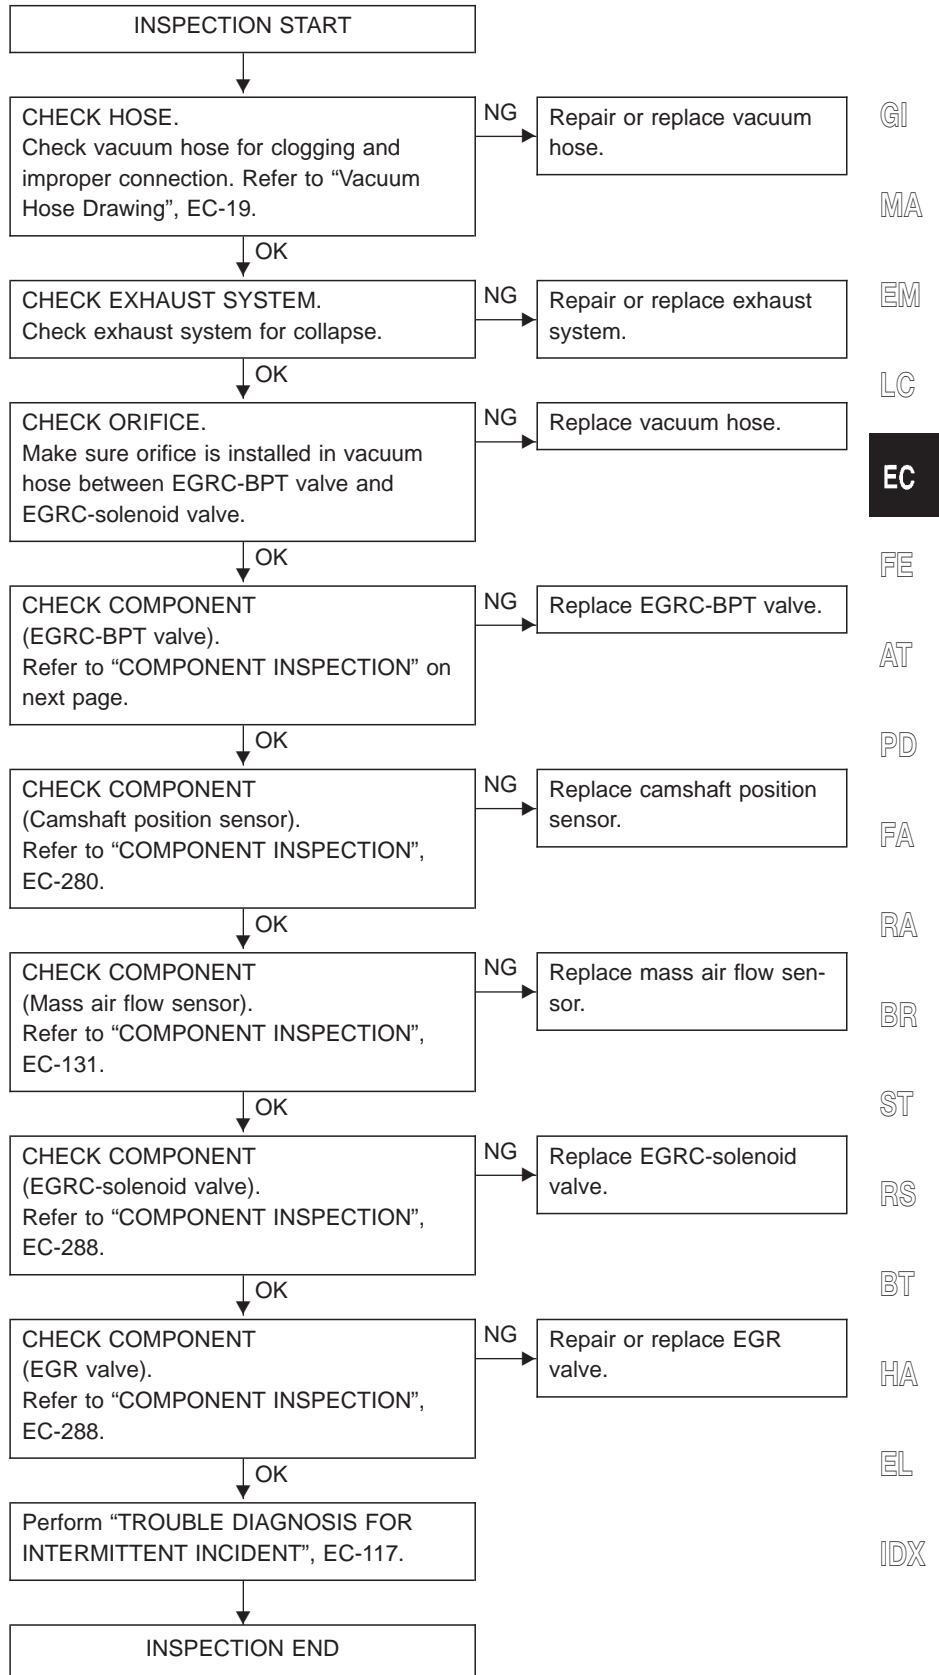 INSPECTION START
CHECK HOSE.
Check vacuum hose for clogging and
improper connection. Refer to “Vacuum
Hose Drawing”, EC-19.
NG
Repair or replace vacuum
hose.
OK
CHECK EXHAUST SYSTEM.
Check exhaust system for collapse.
NG
Repair or replace exhaust
system.
OK
CHECK ORIFICE.
Make sure orifice is installed in vacuum
hose between EGRC-BPT valve and
EGRC-solenoid valve.
NG
Replace vacuum hose.
OK
CHECK COMPONENT
(EGRC-BPT valve).
Refer to “COMPONENT INSPECTION” on
next page.
NG
Replace EGRC-BPT valve.
OK
CHECK COMPONENT
(Camshaft position sensor).
Refer to “COMPONENT INSPECTION”,
EC-280.
NG
Replace camshaft position
sensor.
OK
CHECK COMPONENT
(Mass air flow sensor).
Refer to “COMPONENT INSPECTION”,
EC-131.
NG
Replace mass air flow sen-
sor.
OK
CHECK COMPONENT
(EGRC-solenoid valve).
Refer to “COMPONENT INSPECTION”,
EC-288.
NG
Replace EGRC-solenoid
valve.
OK
CHECK COMPONENT
(EGR valve).
Refer to “COMPONENT INSPECTION”,
EC-288.
NG
Repair or replace EGR
valve.
OK
Perform “TROUBLE DIAGNOSIS FOR
INTERMITTENT INCIDENT”, EC-117.
INSPECTION END
GI
MA
EM
LC
EC
FE
AT
PD
FA
RA
BR
ST
RS
BT
HA
EL
IDX